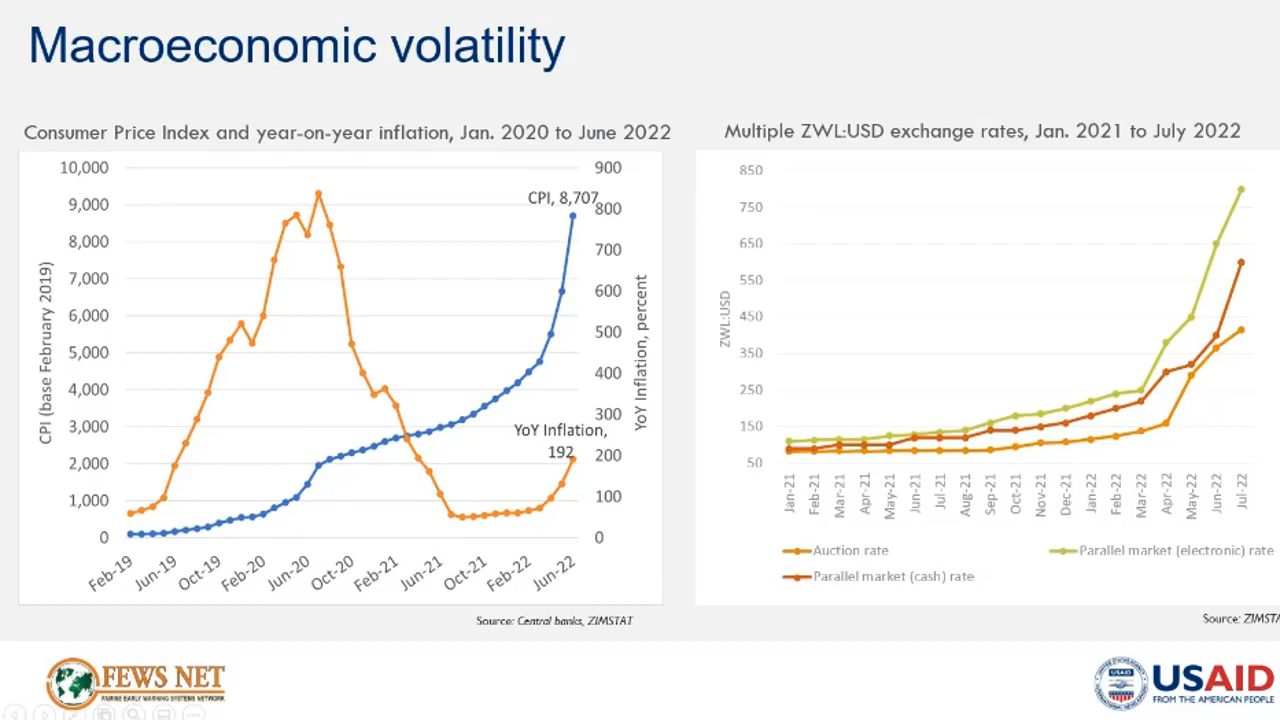 Macroeconomic volatility
Consumer Price Index and year-on-year inflation, Jan. 2020 to June 2022
10,000
9,000
8,000
7,000
6,000
5,000
4,000
3,000
2,000
1,000
0
CPI (base February 2019)
900
800
700
600
500
400
300
200
100
0
YoY Inflation, percent
CPI, 8,707
YoY Inflation,
192
Feb-19
Jun-19
Oct-19
Feb-20
Jun-20
Oct-20
Feb-21
Jun-21
Oct-21
Feb-22
Jun-22
Source: Central banks, ZIMSTAT
Multiple ZWL:USD exchange rates, Jan. 2021 to July 2022
850
750
650
550
450
350
250
150
50
ZWL:USD
Jan-21
Feb-21
Mar-21
Apr-21
May-21
Jun-21
Jul-21
Aug-21
Sep-21
Oct-21
Nov-21
Dec-21
Jan-22
Feb-22
Mar-22
Apr-22
May-22
Jun-22
Jul-22
Auction rate
Parallel market (electronic) rate
Parallel market (cash) rate
Source: ZIMSTA
FEWS NET
FAMINE EARLY WARNING SYSTEMS NETWORK
USAID
FROM THE AMERICAN PEOPLE